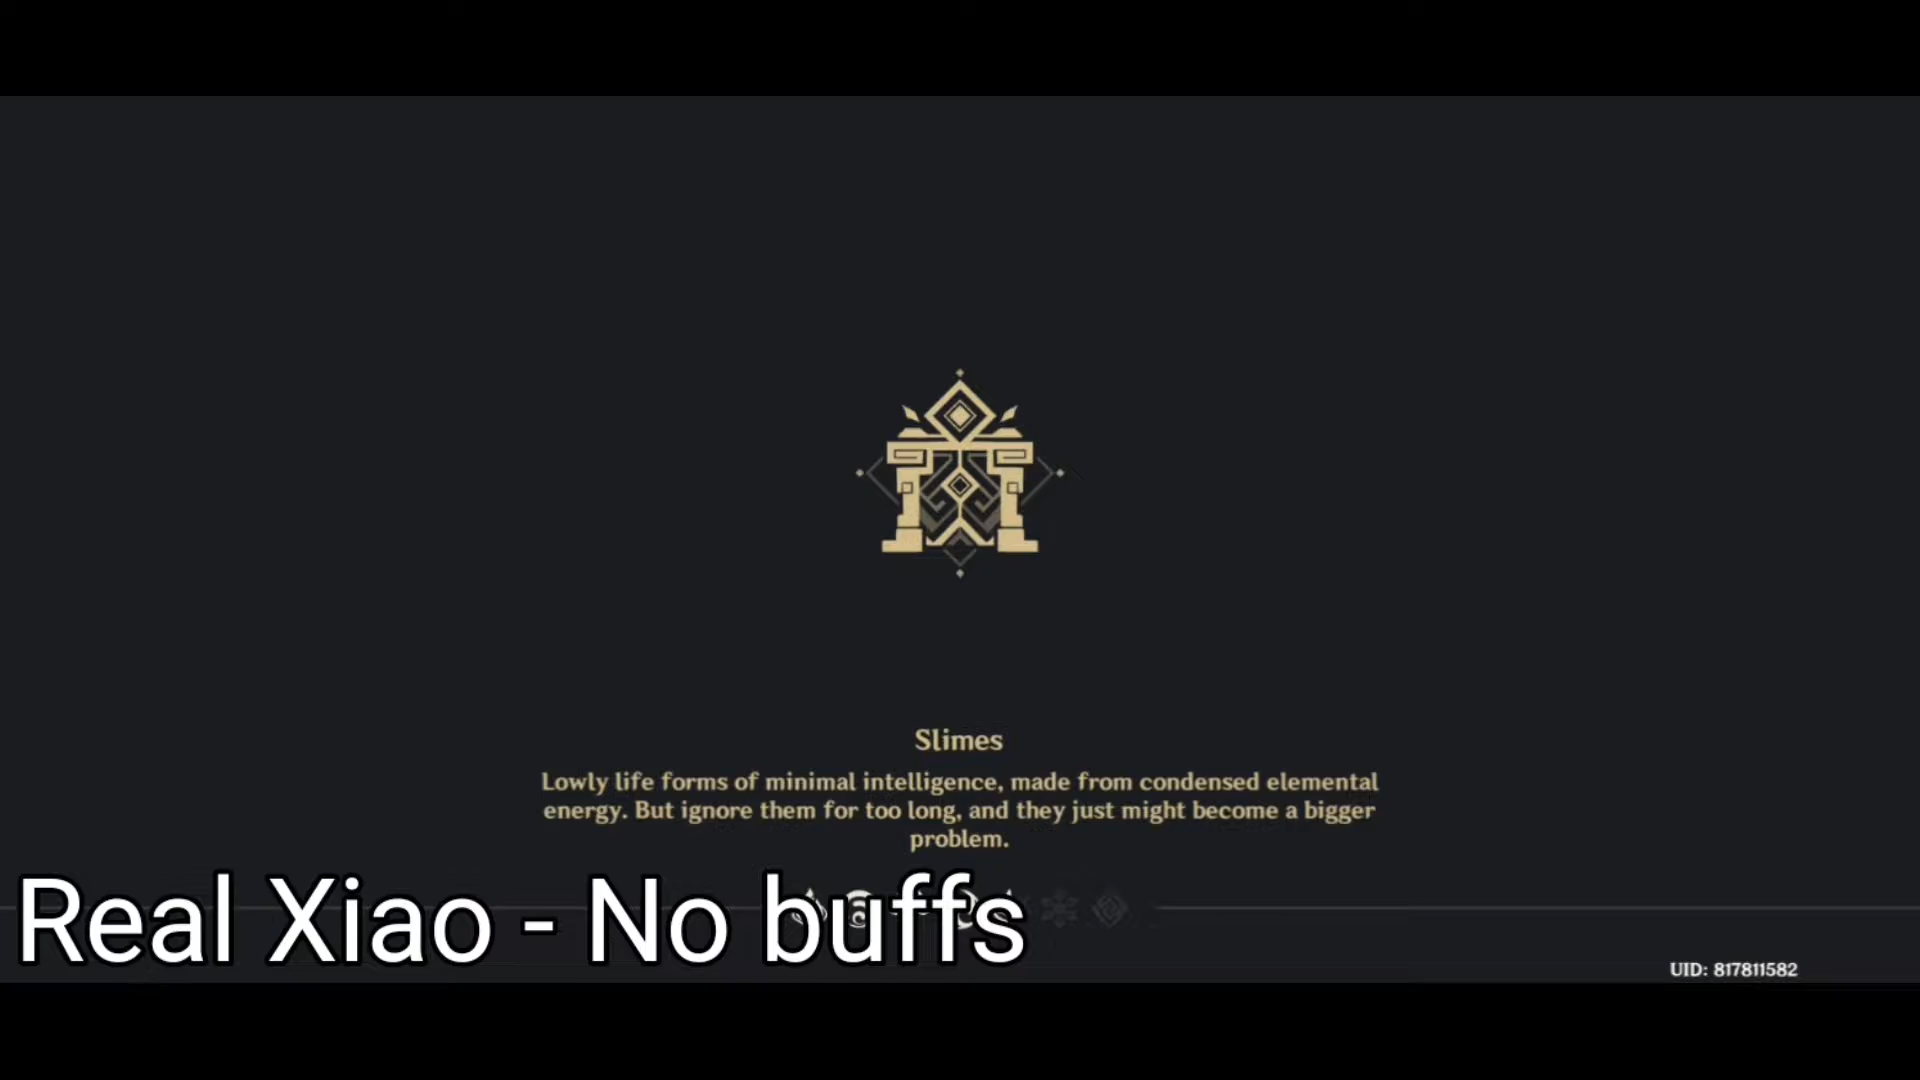 Slimes
Lowly life forms of minimal intelligence, made from condensed elemental
energy. But ignore them for too long, and they just might become a bigger
problem.
Real Xiao - No buffs
UID: 817811582